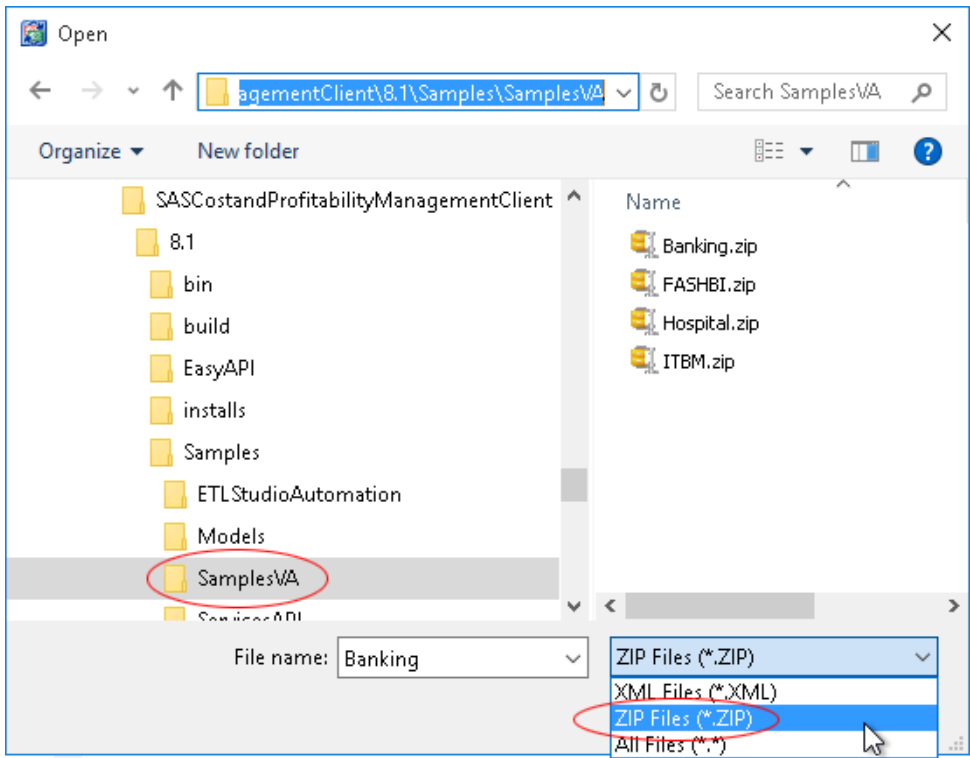 Open
agementClient\8.1\Samples\SamplesVA
Search SamplesVA
Organize
New folder
SASCostandProfitabilityManagementClient
8.1
bin
build
EasyAPI
installs
Samples
ETLStudioAutomation
Models
SamplesVA
ServicesAPI
Name
Banking.zip
FASHBI.zip
Hospital.zip
ITBM.zip
File name: Banking
ZIP Files (*.ZIP)
XML Files (*.XML)
ZIP Files (*.ZIP)
All Files (*.*)